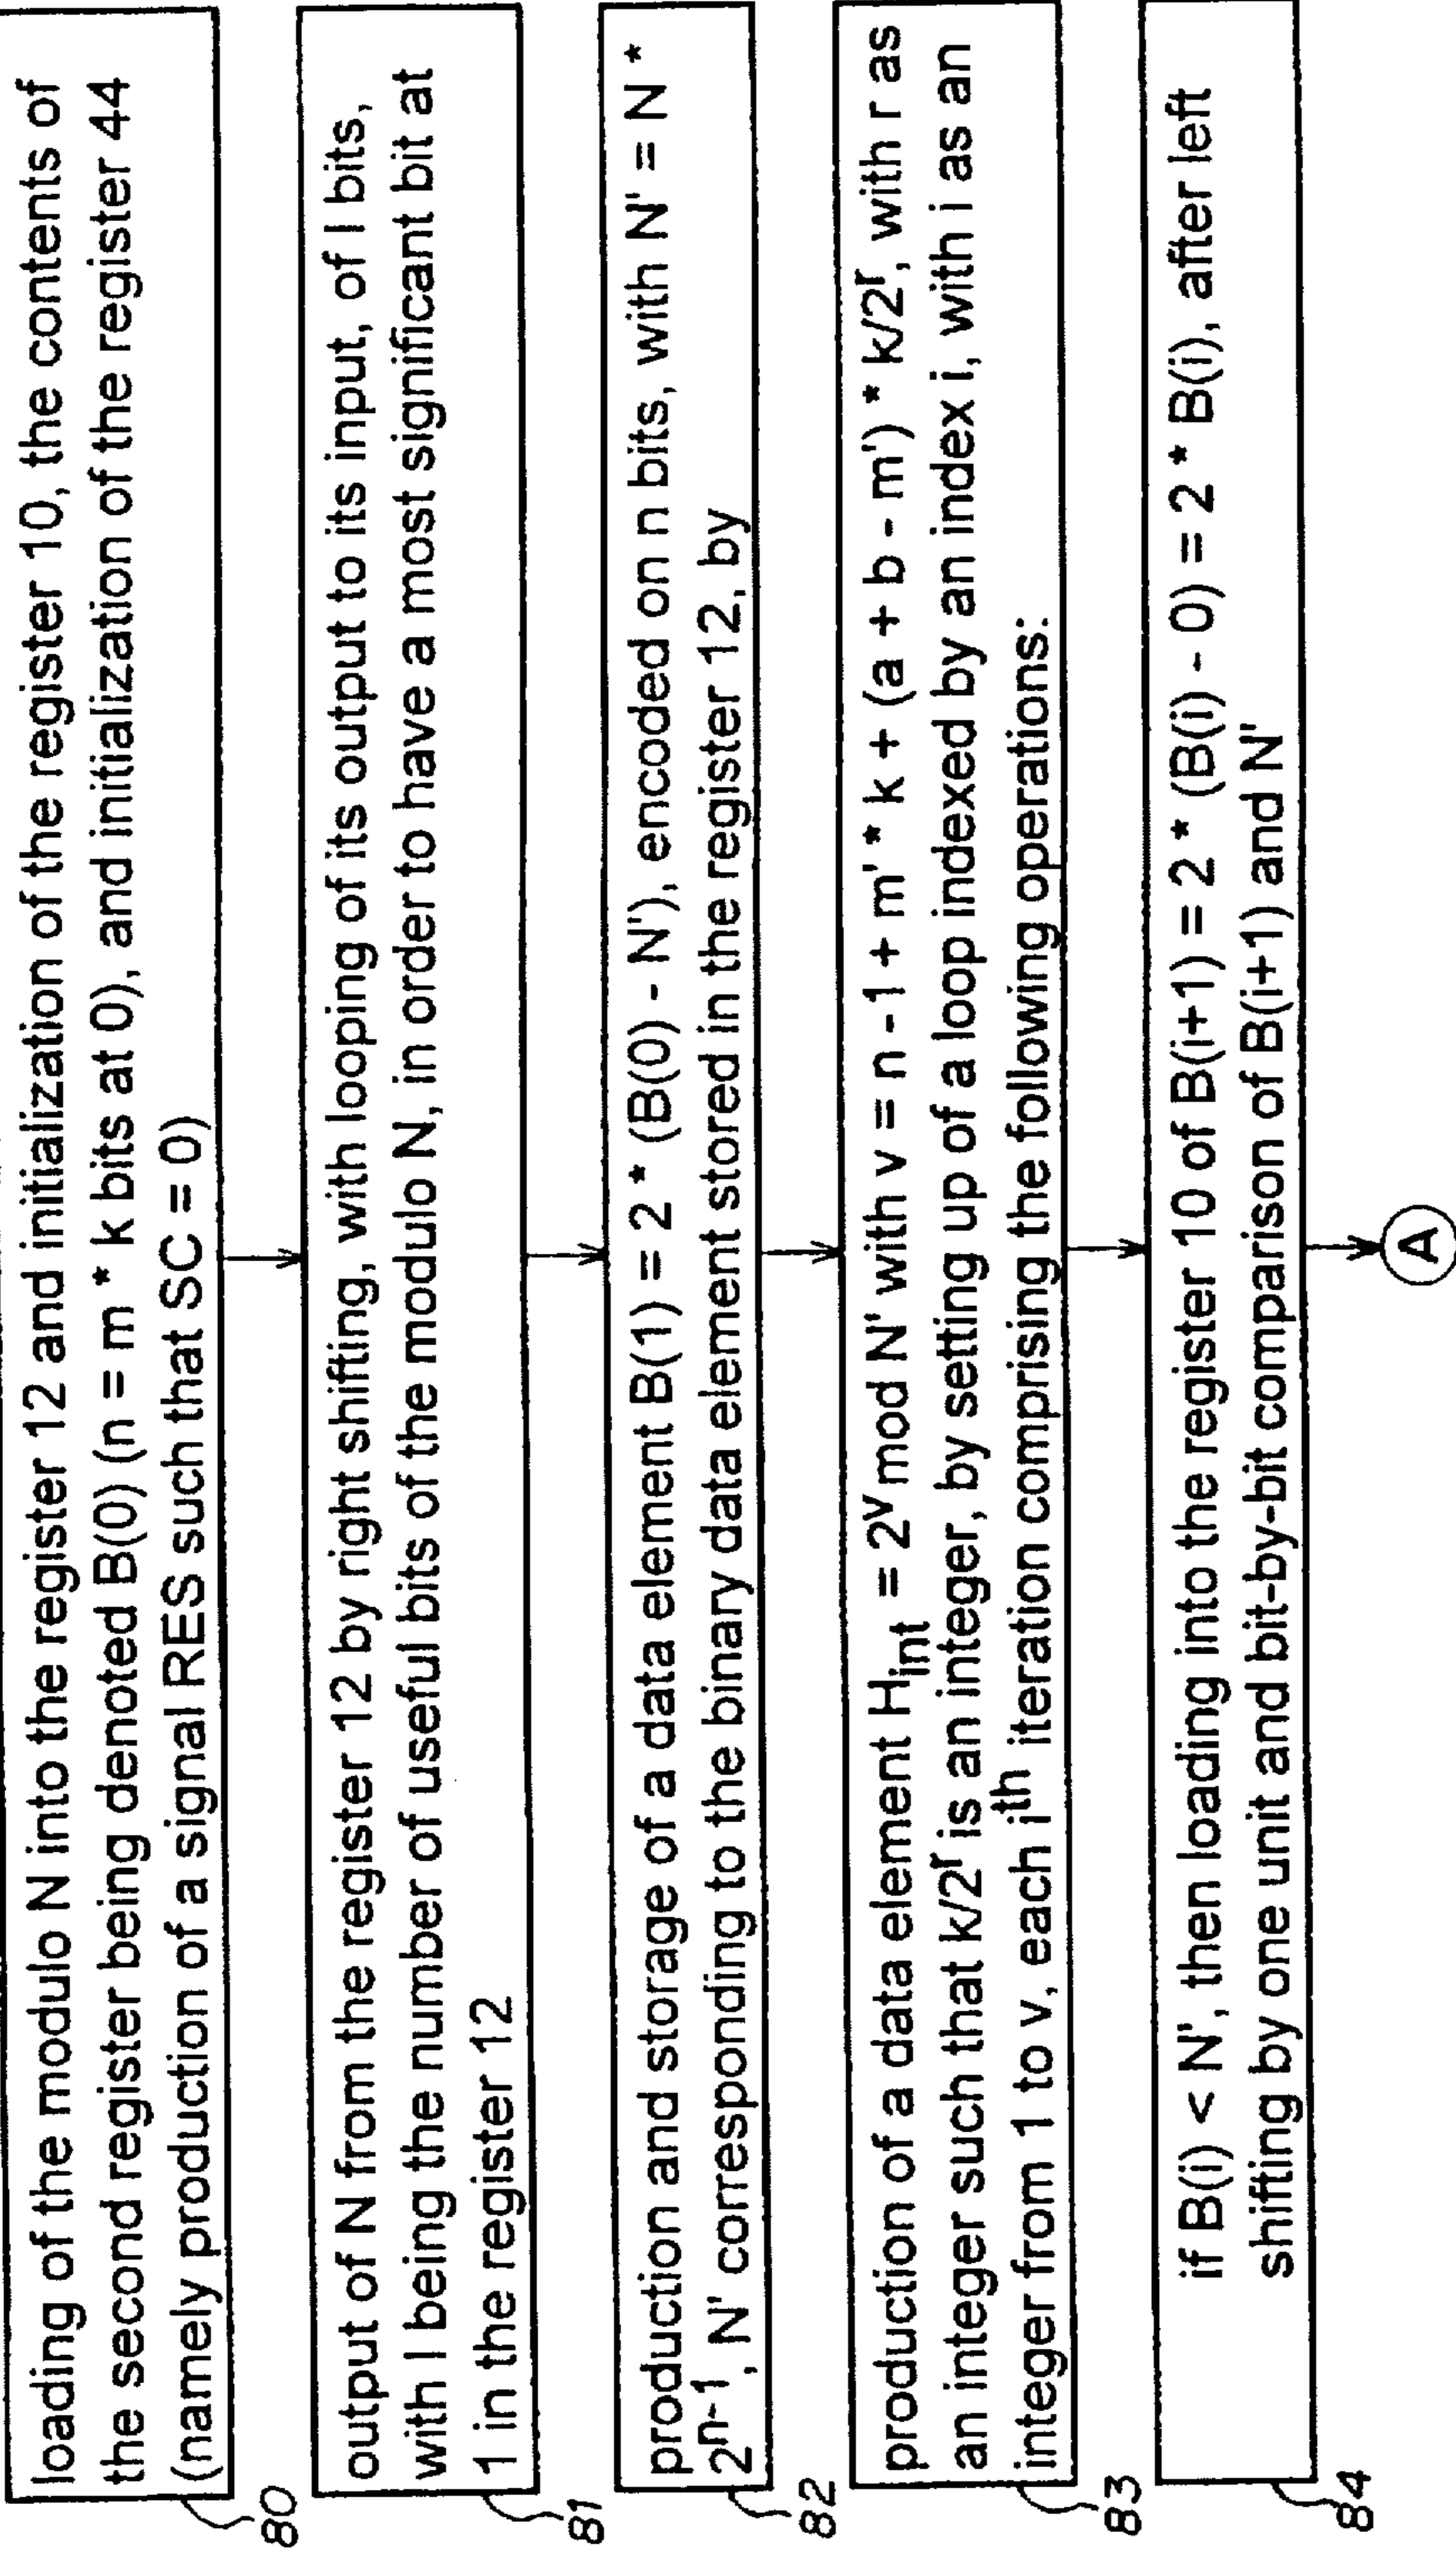 loading of the modulo N into the register 12 and initialization of the register 10, the contents of
the second register being denoted B(0) (n = m * k bits at 0), and initialization of the register 44
(namely production of a signal RES such that SC = 0)
80
output of N from the register 12 by right shifting, with looping of its output to its input, of l bits,
with l being the number of useful bits of the modulo N, in order to have a most significant bit at
1 in the register 12
81
production and storage of a data element B(1) = 2 * (B(0) - N'), encoded on n bits, with N' = N *
2^{n-1}, N' corresponding to the binary data element stored in the register 12, by
82
production of a data element H_{int} = 2^v mod N' with v = n - 1 + m' * k + (a + b - m') * k/2^r, with r as
an integer such that k/2^r is an integer, by setting up of a loop indexed by an index i, with i as an
integer from 1 to v, each i^{th} iteration comprising the following operations:
83
if B(i) < N', then loading into the register 10 of B(i+1) = 2 * (B(i) - 0) = 2 * B(i), after left
shifting by one unit and bit-by-bit comparison of B(i+1) and N'
84
A